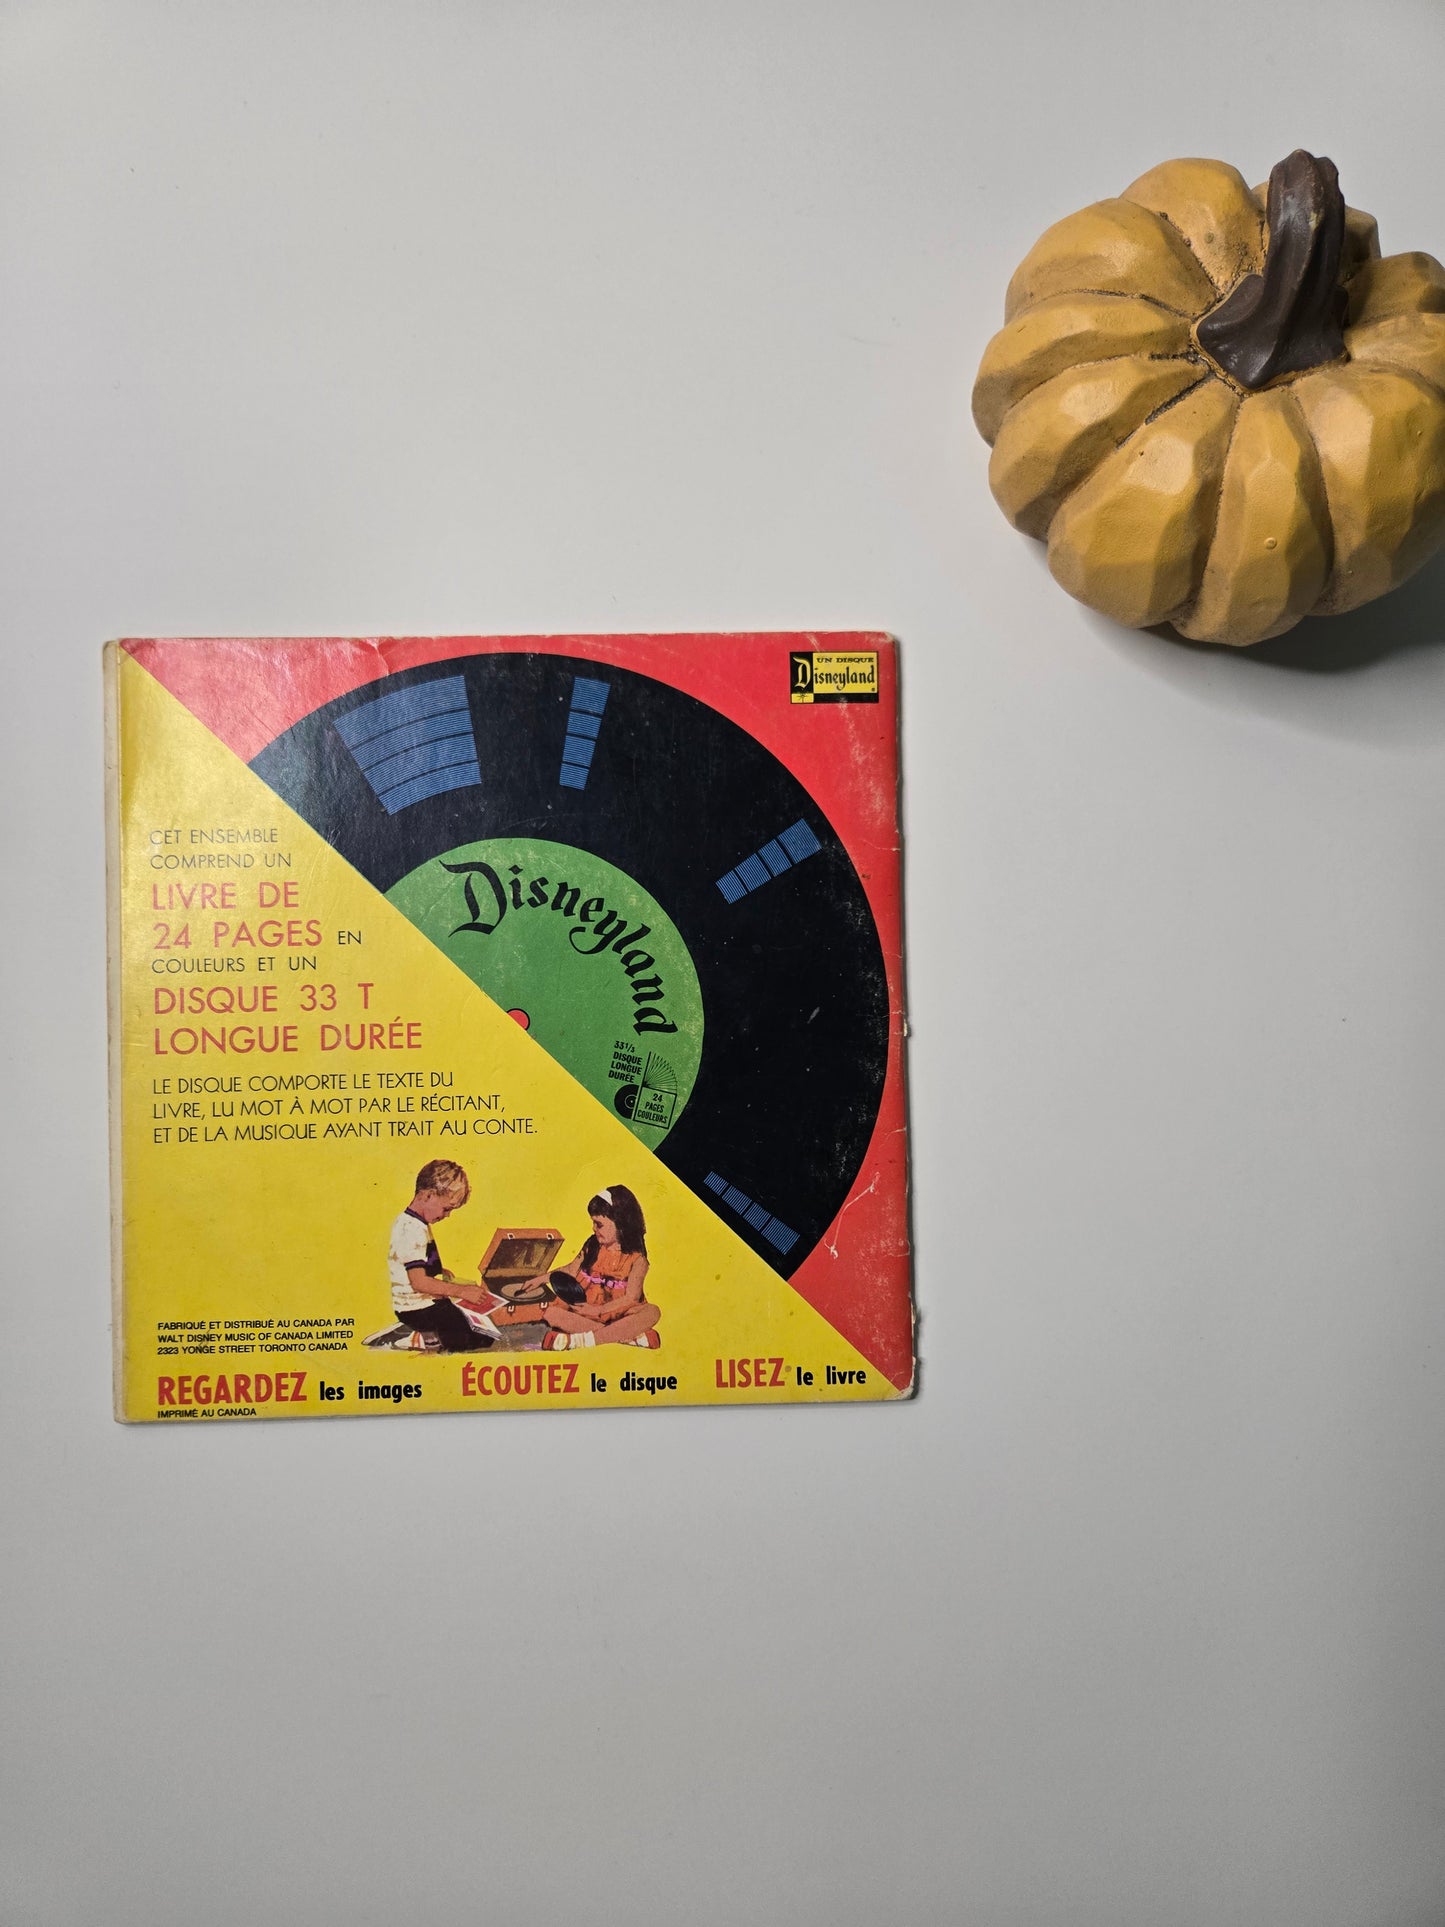 UN DISQUE
Disneyland
CET ENSEMBLE
COMPREND UN
LIVRE DE
24 PAGES EN
COULEURS ET UN
DISQUE 33 T
LONGUE DURÉE
LE DISQUE COMPORTE LE TEXTE DU
LIVRE, LU MOT À MOT PAR LE RÉCITANT,
ET DE LA MUSIQUE AYANT TRAIT AU CONTE.
Disneyland
33 1/3
DISQUE
LONGUE
DURÉE
24
PAGES
COULEURS
FABRIQUÉ ET DISTRIBUÉ AU CANADA PAR
WALT DISNEY MUSIC OF CANADA LIMITED
2323 YONGE STREET TORONTO CANADA
REGARDEZ les images ÉCOUTEZ le disque LISEZ le livre
IMPRIMÉ AU CANADA